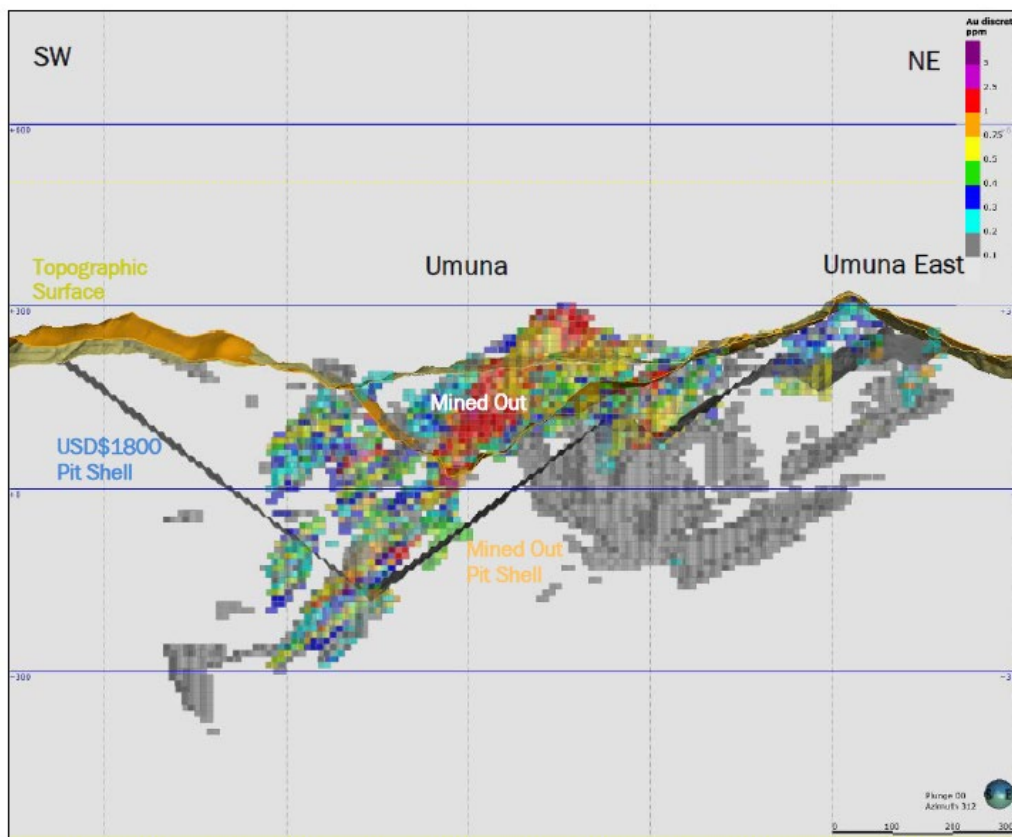 Au discret
ppm
SW
NE
5
2.5
1
0.75
0.5
0.4
0.3
0.2
0.1
+600
Umuna
Umuna East
Topographic
Surface
+300
Mined Out
USD$1800
Pit Shell
+0
Mined Out
Pit Shell
-300
Plunge 00
Azimuth 312
0 100 200 300